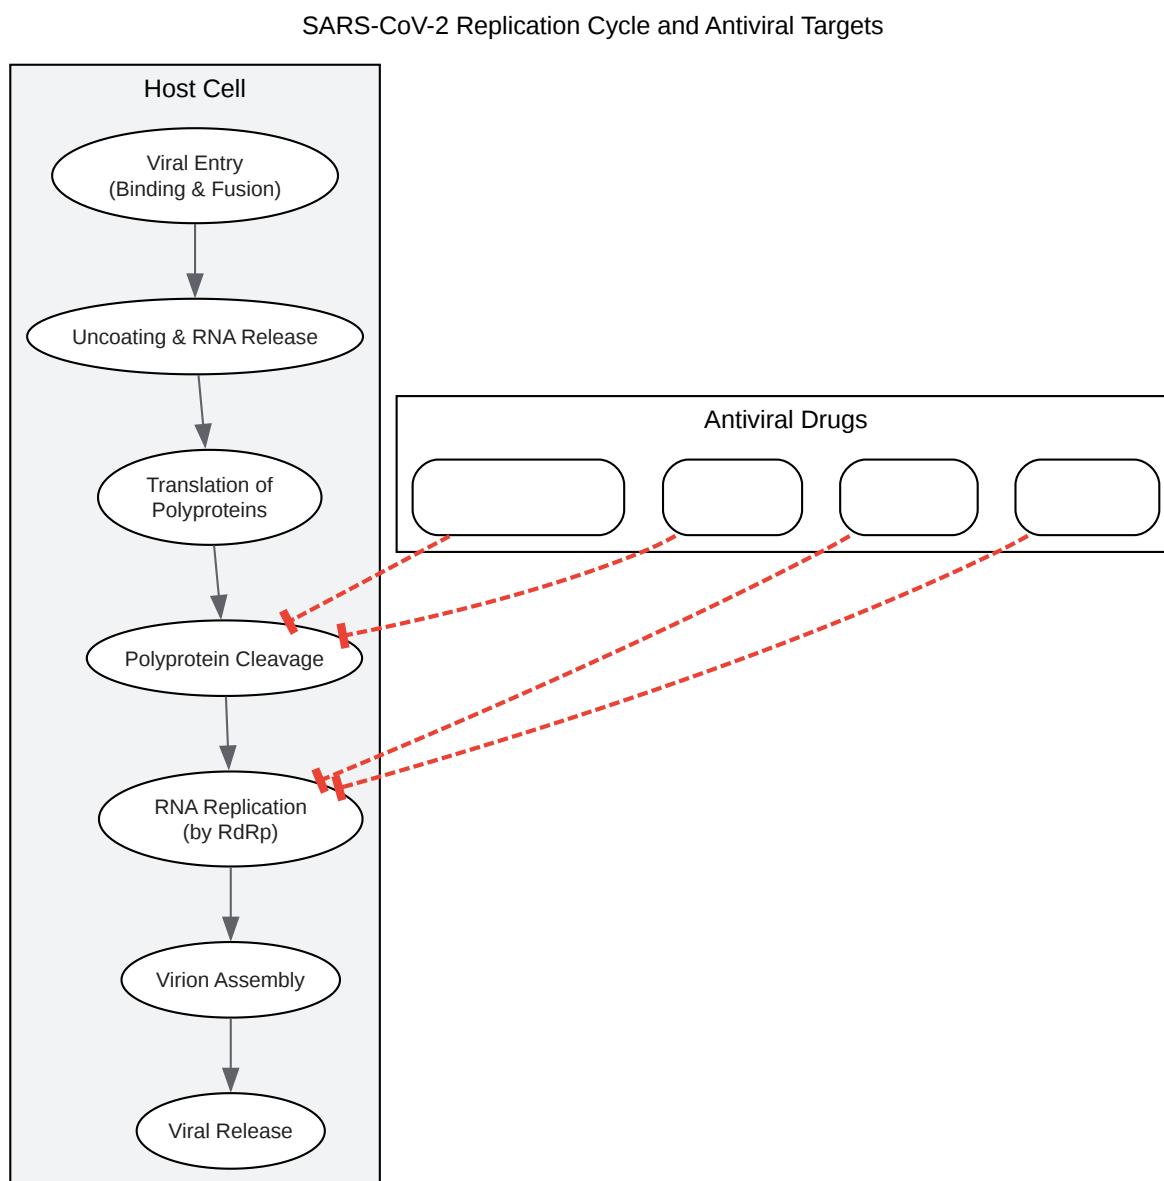 SARS-CoV-2 Replication Cycle and Antiviral Targets
Host Cell
Viral Entry
(Binding & Fusion)
Uncoating & RNA Release
Translation of
Polyproteins
Polyprotein Cleavage
RNA Replication
(by RdRp)
Virion Assembly
Viral Release
Antiviral Drugs